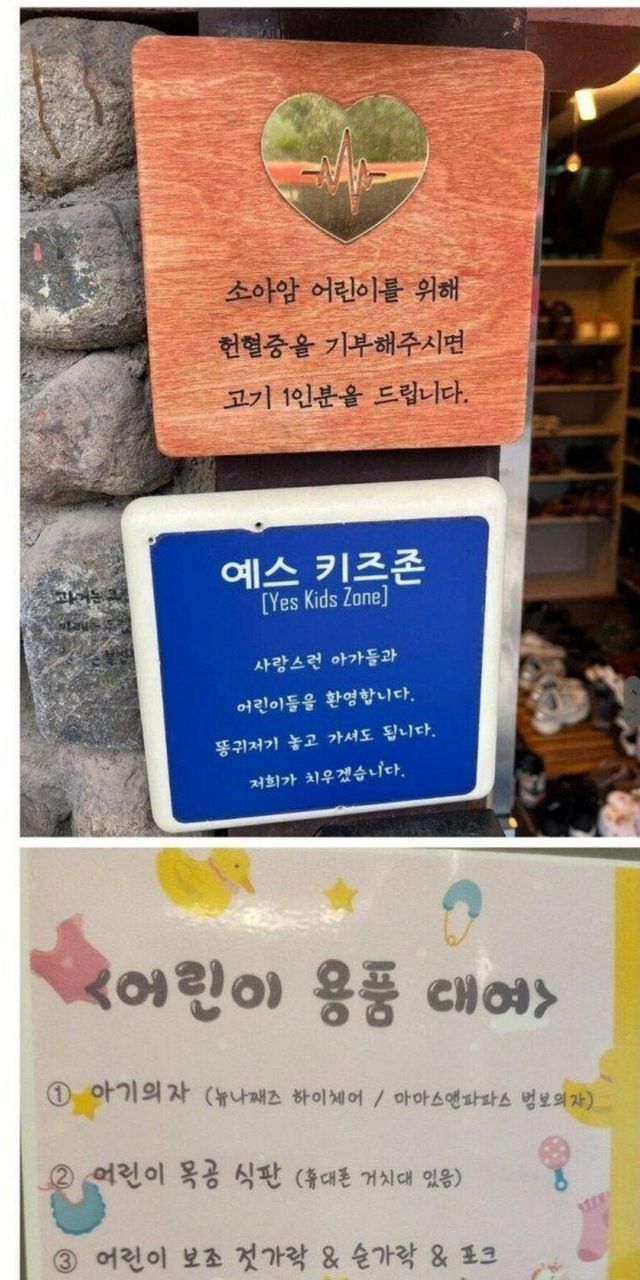 소아암 어린이를 위해
헌혈증을 기부해주시면
고기 1인분을 드립니다.
예스 키즈존
[Yes Kids Zone]
사랑스런 아가들과
어린이들을 환영합니다.
똥귀저기 놓고 가셔도 됩니다.
저희가 치우겠습니다.
<어린이 용품 대여>
① 아기의자 (뉴나째즈 하이체어 / 마마스앤파파스 범보의자)
② 어린이 목공 식판 (휴대폰 거치대 있음)
③ 어린이 보조 젓가락 & 숟가락 & 포크